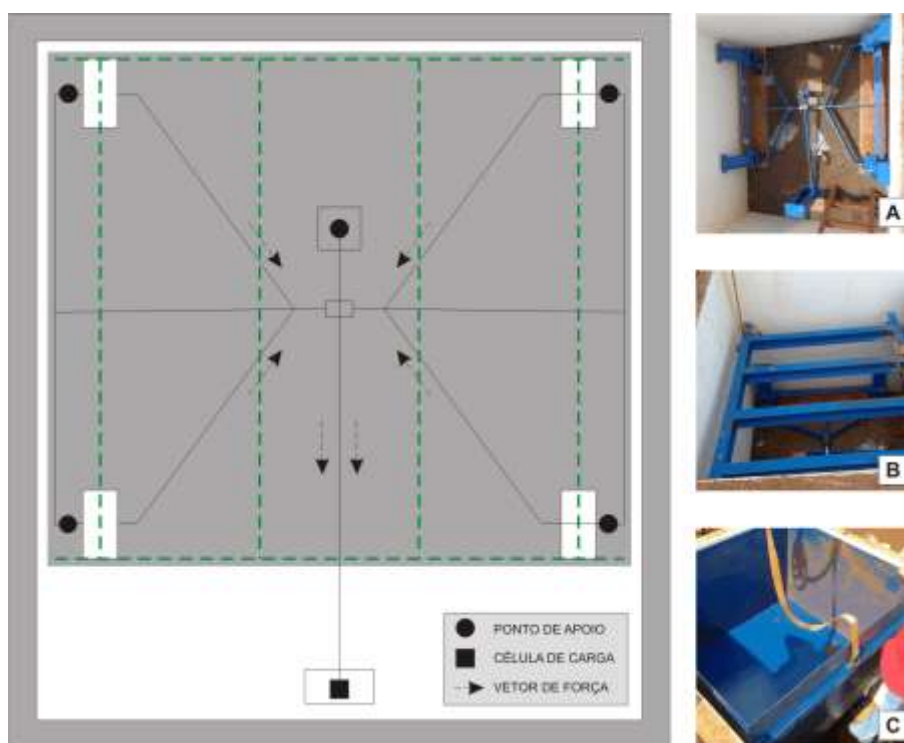 PONTO DE APOIO
CÉLULA DE CARGA
VETOR DE FORÇA
A
B
C